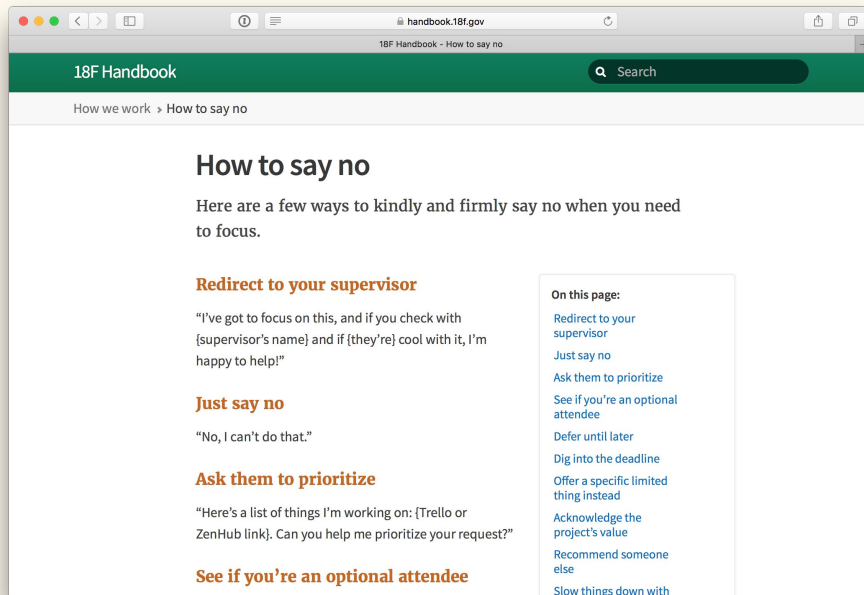 handbook.18f.gov
18F Handbook - How to say no
18F Handbook
Search
How we work › How to say no
How to say no
Here are a few ways to kindly and firmly say no when you need
to focus.
Redirect to your supervisor
“I’ve got to focus on this, and if you check with
{supervisor’s name} and if {they’re} cool with it, I’m
happy to help!”
Just say no
“No, I can’t do that.”
Ask them to prioritize
“Here’s a list of things I’m working on: {Trello or
ZenHub link}. Can you help me prioritize your request?”
See if you’re an optional attendee
On this page:
Redirect to your
supervisor
Just say no
Ask them to prioritize
See if you’re an optional
attendee
Defer until later
Dig into the deadline
Offer a specific limited
thing instead
Acknowledge the
project’s value
Recommend someone
else
Slow things down with